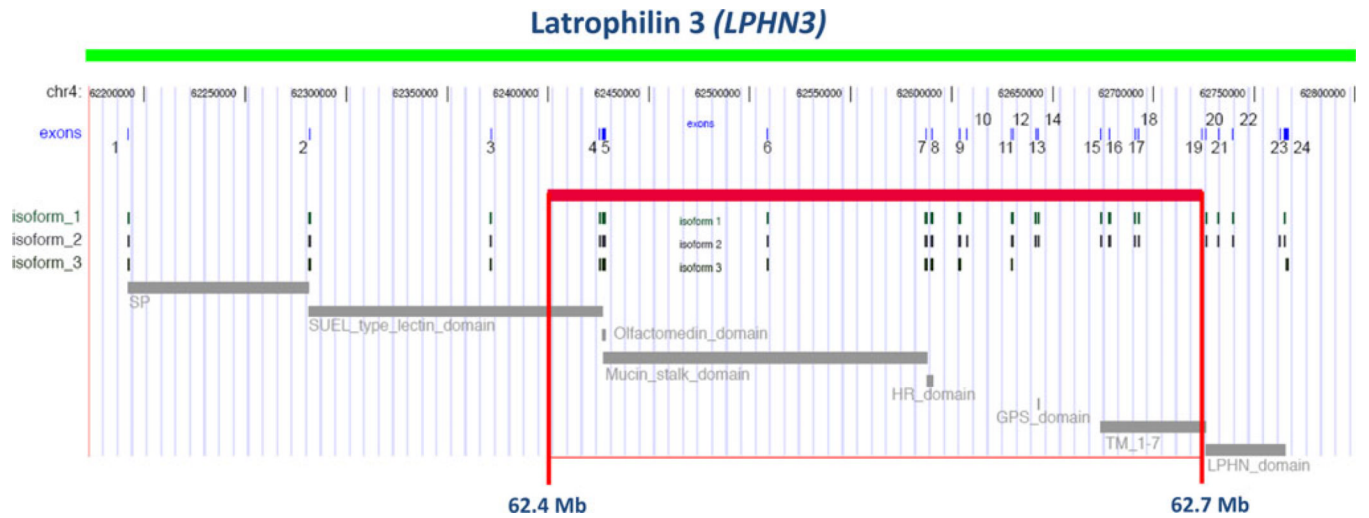 Latrophilin 3 (LPHN3)
chr4: 62200000 62250000 62300000 62350000 62400000 62450000 62500000 62550000 62600000 62650000 62700000 62750000 62800000
exons exons 10 12 14 18 20 22
1 2 3 4 5 6 7 8 9 11 13 15 16 17 19 21 23 24
isoform_1 isoform 1
isoform_2 isoform 2
isoform_3 isoform 3
SP
SUEL_type_lectin_domain
Olfactomedin_domain
Mucin_stalk_domain
HR_domain
GPS_domain
TM_1-7
LPHN_domain
62.4 Mb 62.7 Mb